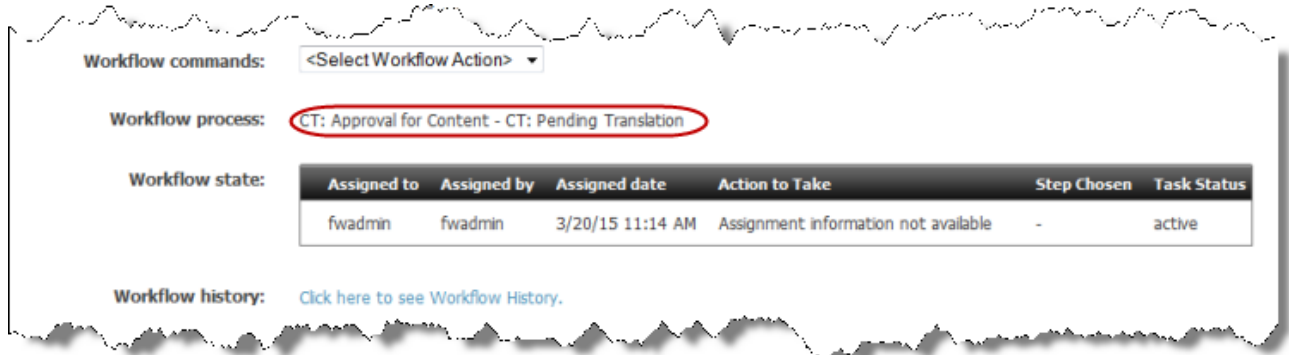 Workflow commands: <Select Workflow Action>
Workflow process: CT: Approval for Content - CT: Pending Translation
Workflow state: Assigned to Assigned by Assigned date Action to Take Step Chosen Task Status
fwadmin fwadmin 3/20/15 11:14 AM Assignment information not available - active
Workflow history: Click here to see Workflow History.